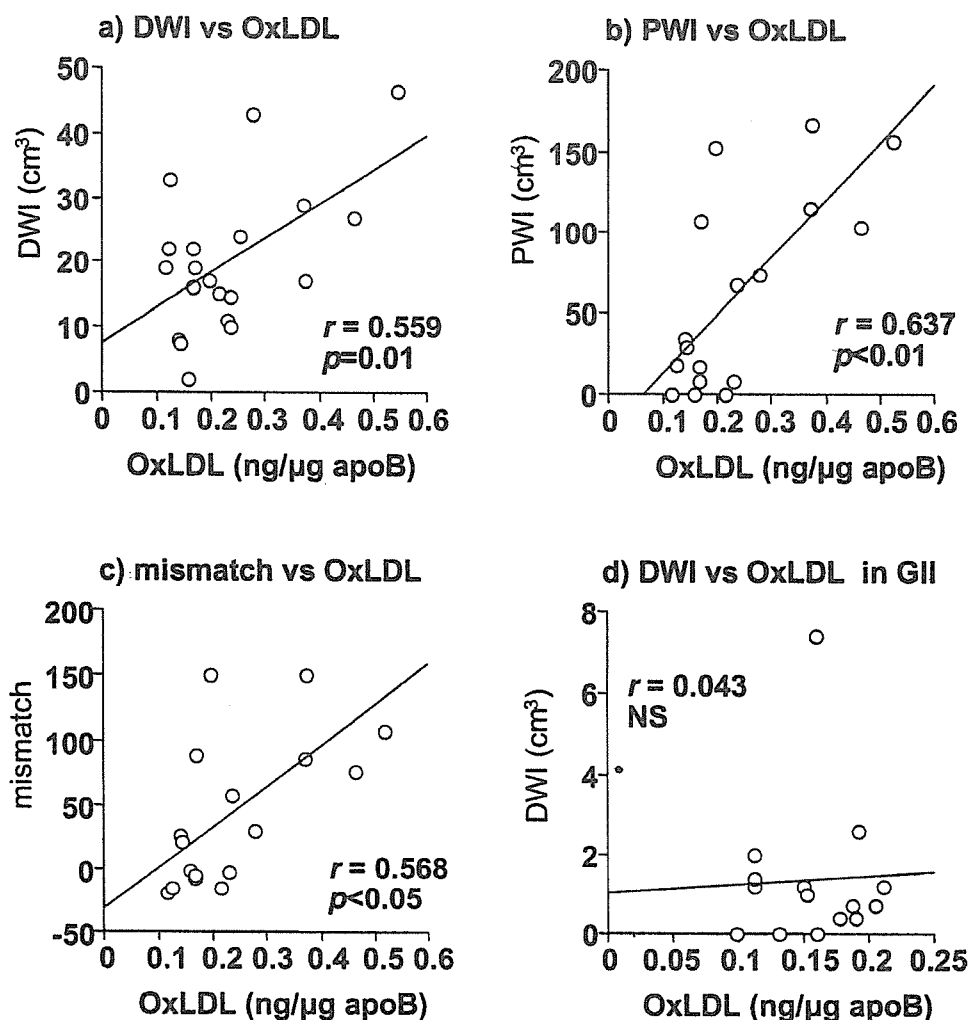 a) DWI vs OxLDL
50
40
30
20
10
0
DWI (cm³)
r = 0.559
p=0.01
0 0.1 0.2 0.3 0.4 0.5 0.6
OxLDL (ng/μg apoB)
b) PWI vs OxLDL
200
150
100
50
0
PWI (cm³)
r = 0.637
p<0.01
0 0.1 0.2 0.3 0.4 0.5 0.6
OxLDL (ng/μg apoB)
c) mismatch vs OxLDL
200
150
100
50
0
-50
mismatch
r = 0.568
p<0.05
0 0.1 0.2 0.3 0.4 0.5 0.6
OxLDL (ng/μg apoB)
d) DWI vs OxLDL in GII
8
6
4
2
0
DWI (cm³)
r = 0.043
NS
0 0.05 0.1 0.15 0.2 0.25
OxLDL (ng/μg apoB)